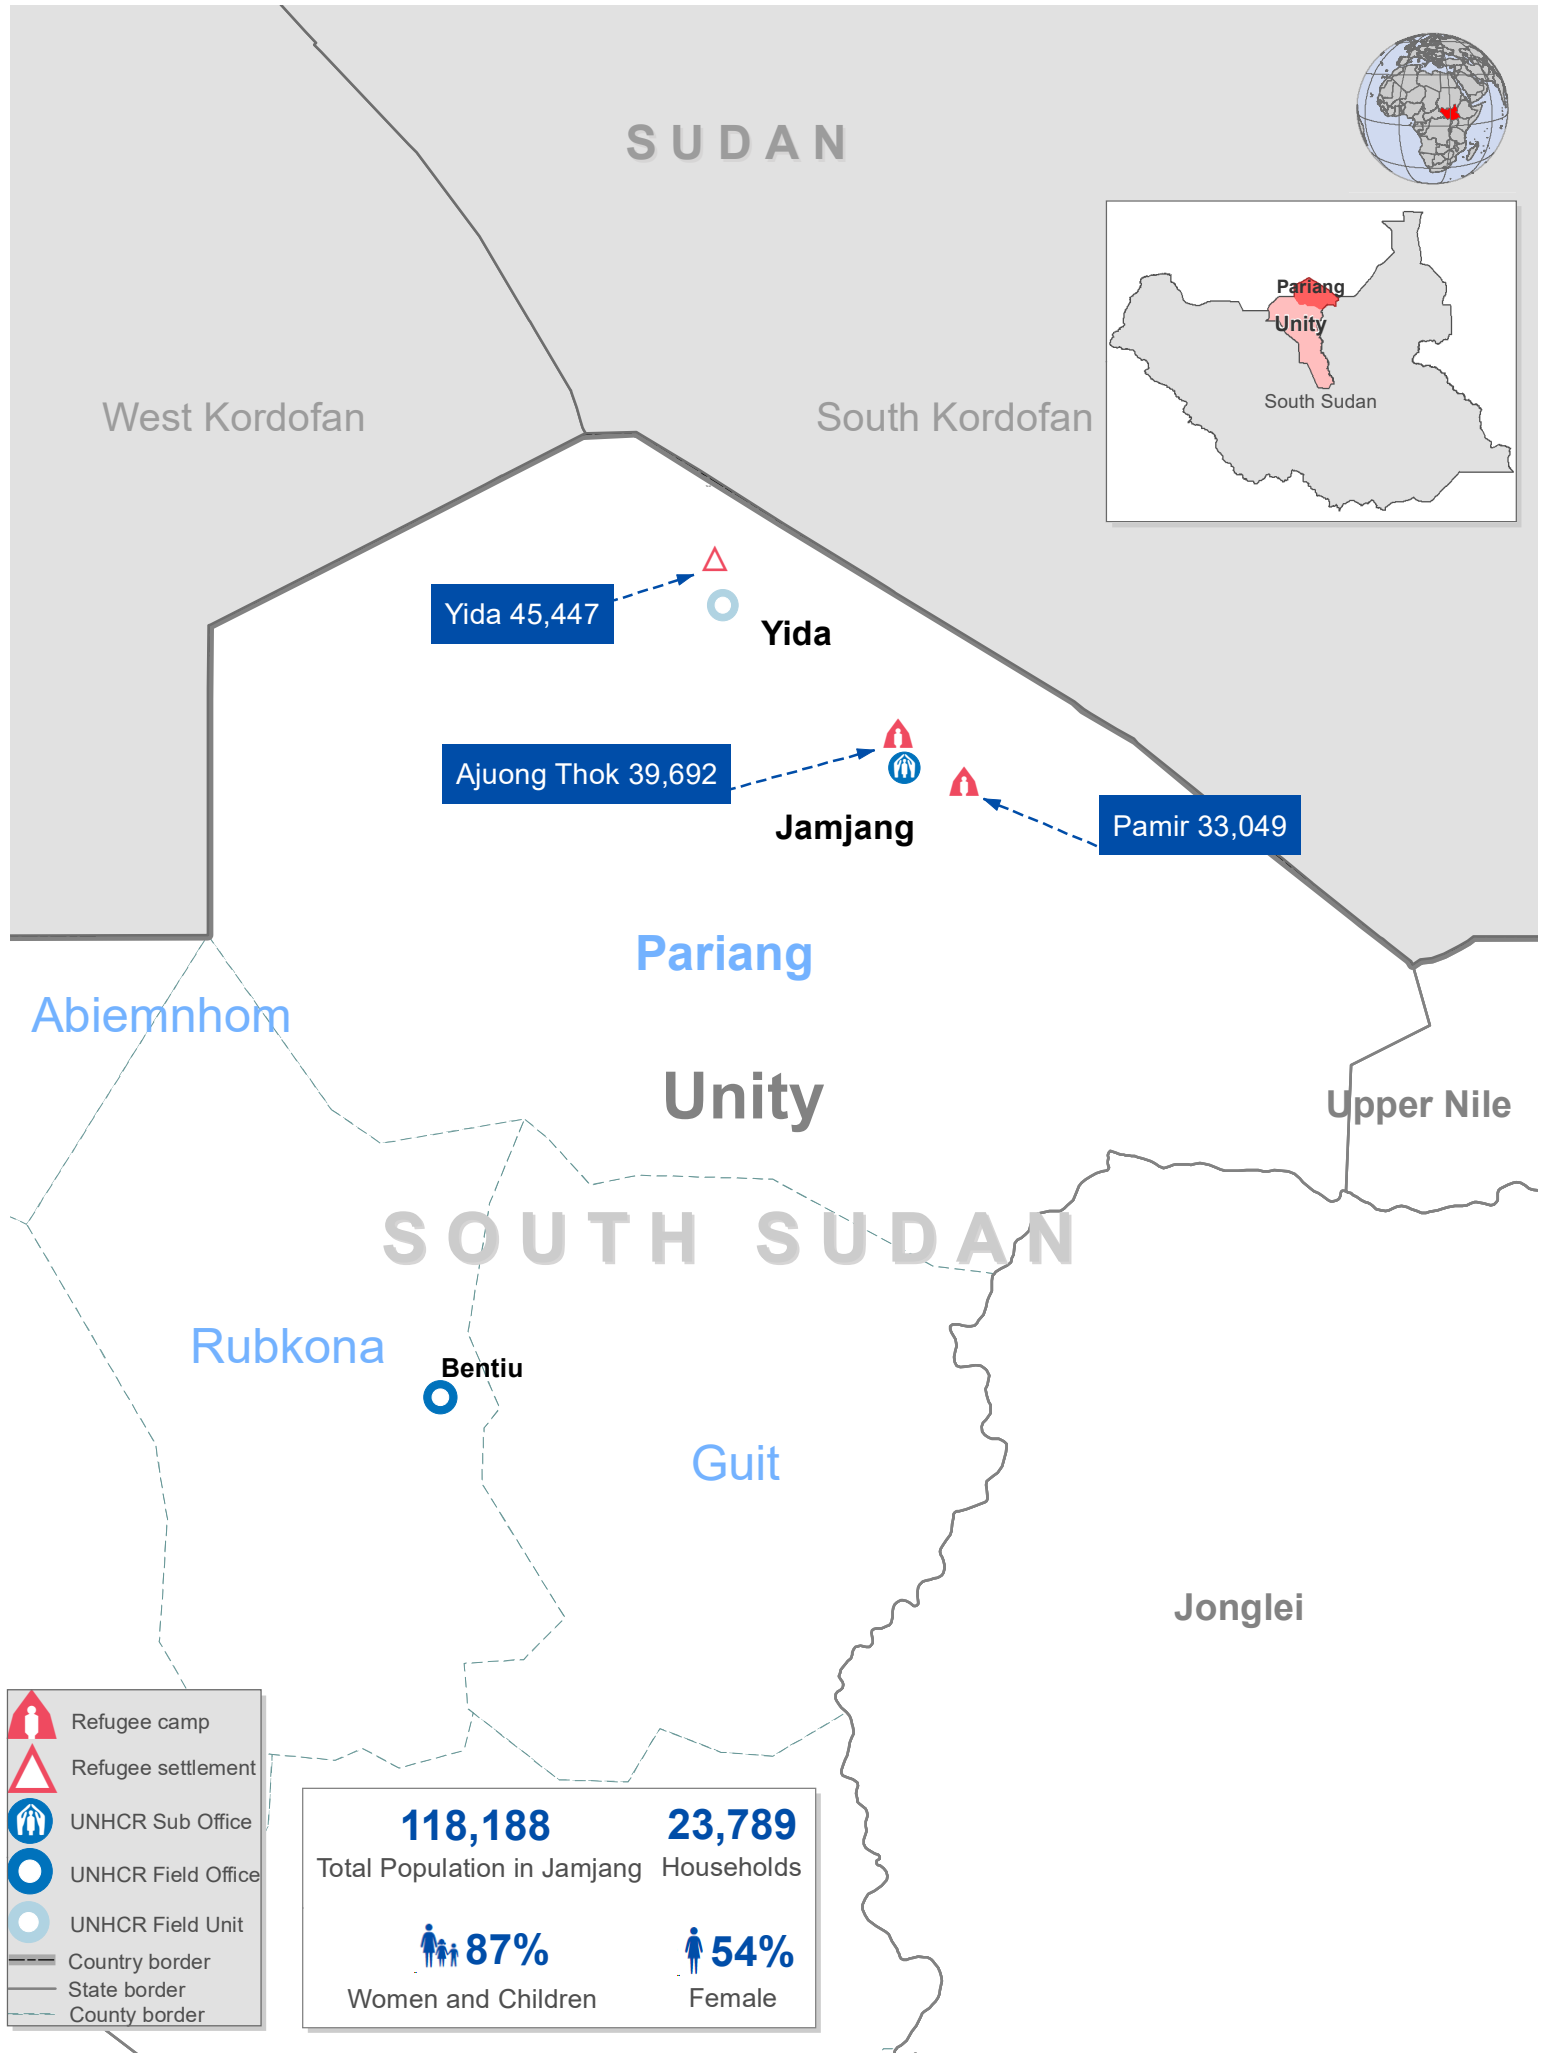 SUDAN
Pariang
Unity
South Sudan
West Kordofan
South Kordofan
Yida 45,447
Yida
Ajuong Thok 39,692
Jamjang
Pamir 33,049
Pariang
Abiemnhom
Unity
Upper Nile
SOUTH SUDAN
Rubkona
Bentiu
Guit
Jonglei
Refugee camp
Refugee settlement
UNHCR Sub Office
UNHCR Field Office
UNHCR Field Unit
Country border
State border
County border
118,188
Total Population in Jamjang
23,789
Households
87%
Women and Children
54%
Female